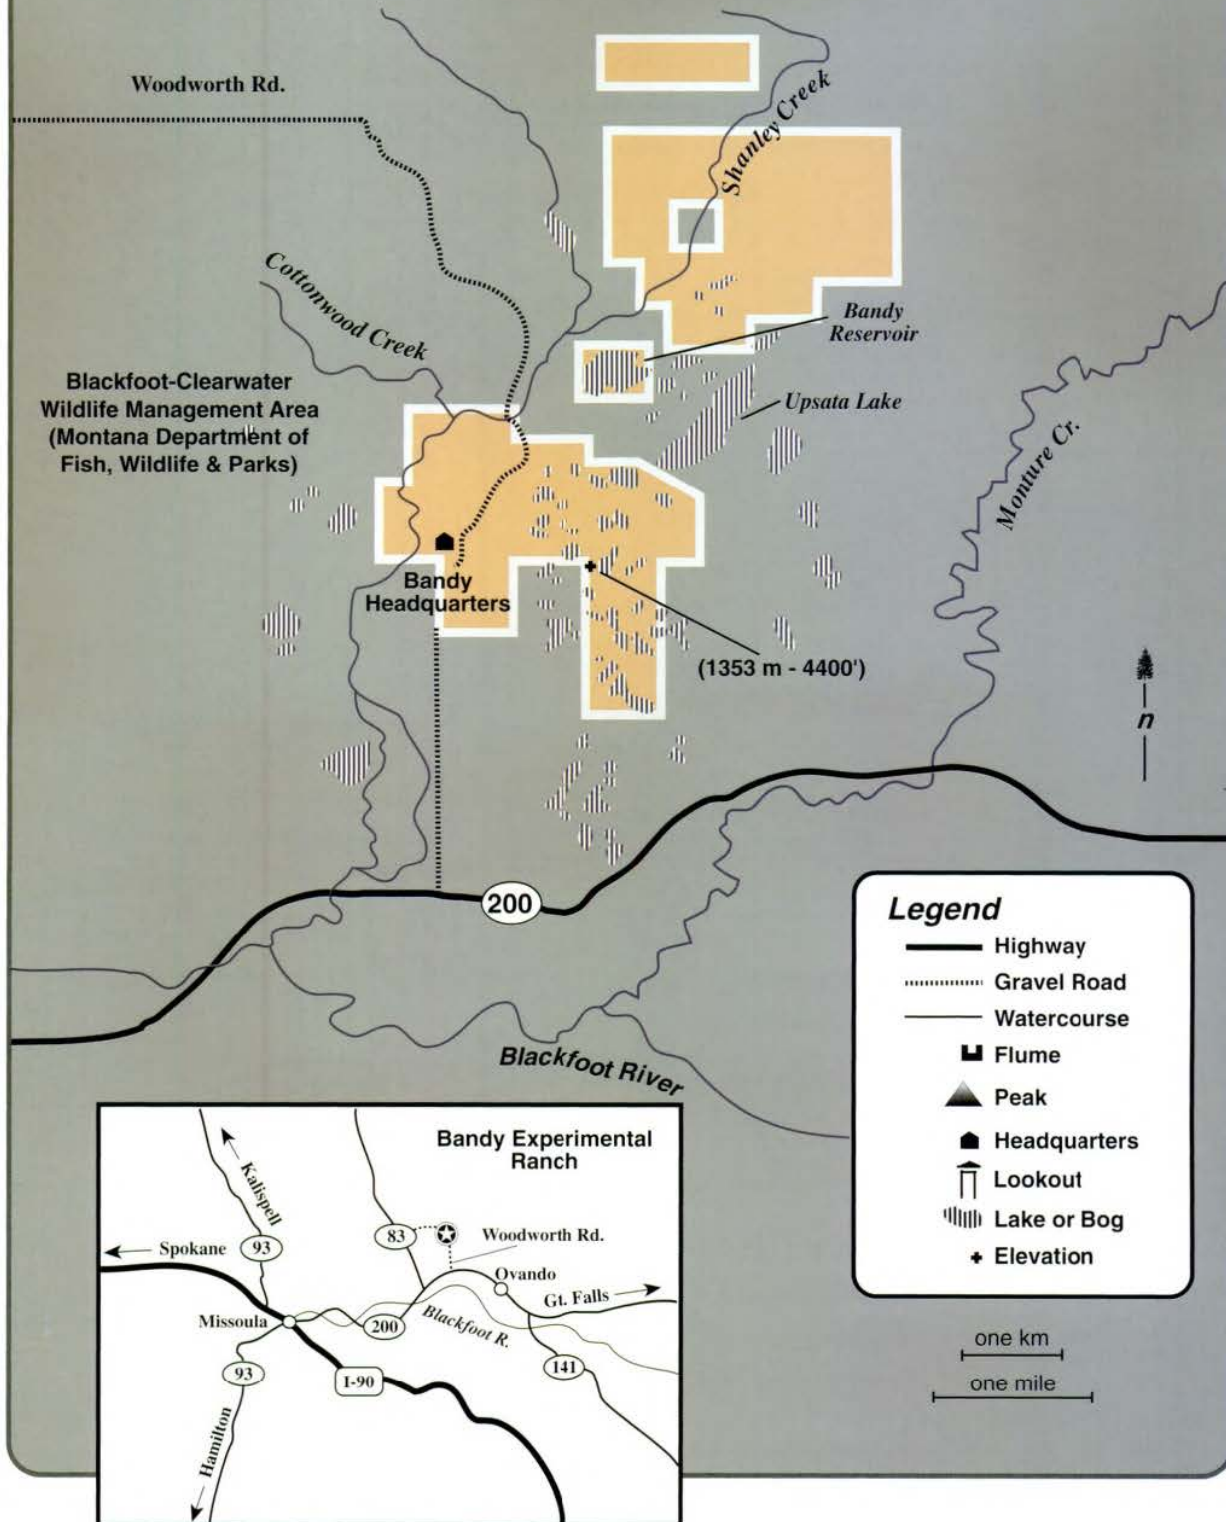 Woodworth Rd.
Shanley Creek
Cottonwood Creek
Bandy
Reservoir
Blackfoot-Clearwater
Wildlife Management Area
(Montana Department of
Fish, Wildlife & Parks)
Upsata Lake
Monture Cr.
Bandy
Headquarters
(1353 m - 4400')
n
200
Blackfoot River
Legend
Highway
Gravel Road
Watercourse
Flume
Peak
Headquarters
Lookout
Lake or Bog
Elevation
one km
one mile
Bandy Experimental
Ranch
Kalispell
83
Woodworth Rd.
Spokane
93
Ovando
Gt. Falls
Missoula
200
Blackfoot R.
93
I-90
141
Hamilton